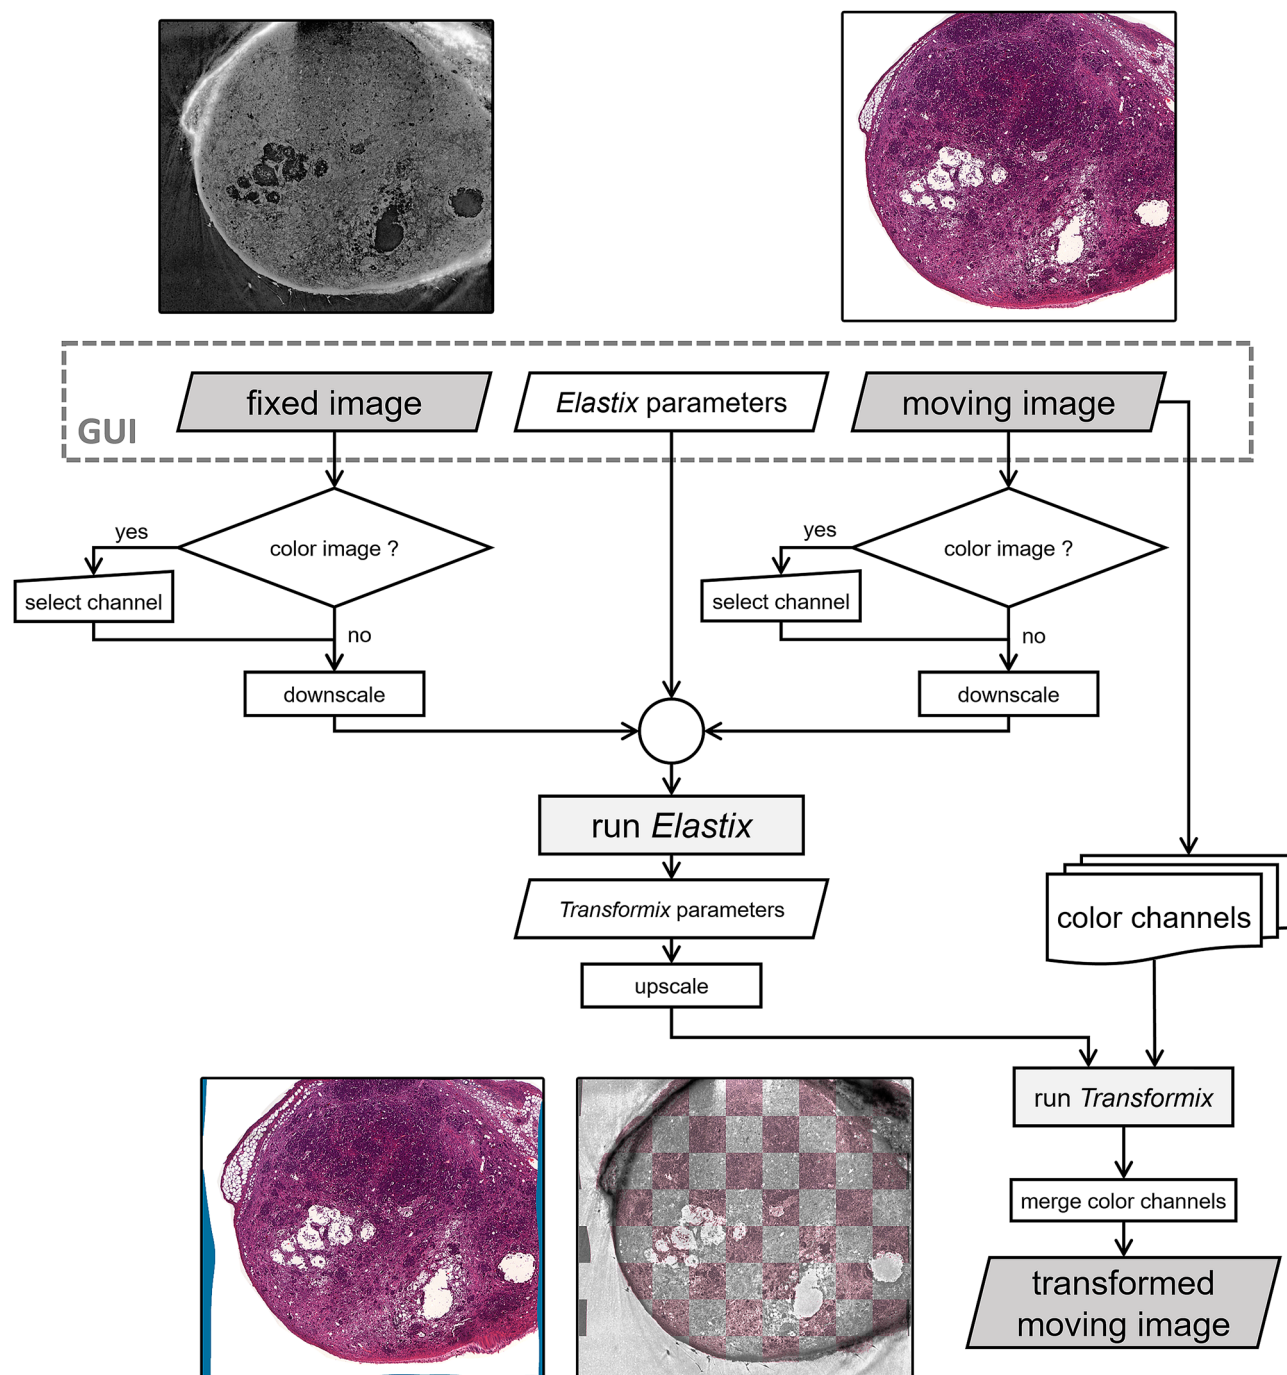 fixed image
Elastix parameters
moving image
GUI
yes
color image ?
yes
color image ?
select channel
select channel
no
no
downscale
downscale
run Elastix
Transformix parameters
color channels
upscale
run Transformix
merge color channels
transformed
moving image